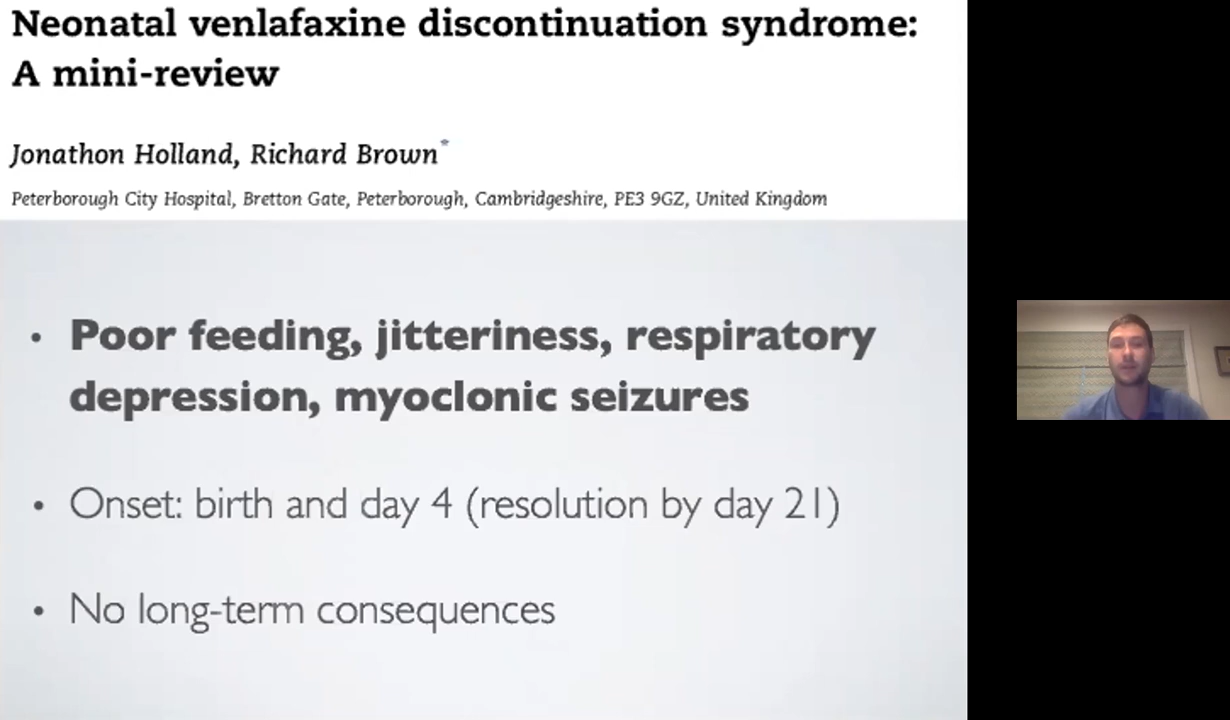 Neonatal venlafaxine discontinuation syndrome:
A mini-review
Jonathon Holland, Richard Brown*
Peterborough City Hospital, Bretton Gate, Peterborough, Cambridgeshire, PE3 9GZ, United Kingdom
• Poor feeding, jitteriness, respiratory
depression, myoclonic seizures
• Onset: birth and day 4 (resolution by day 21)
• No long-term consequences